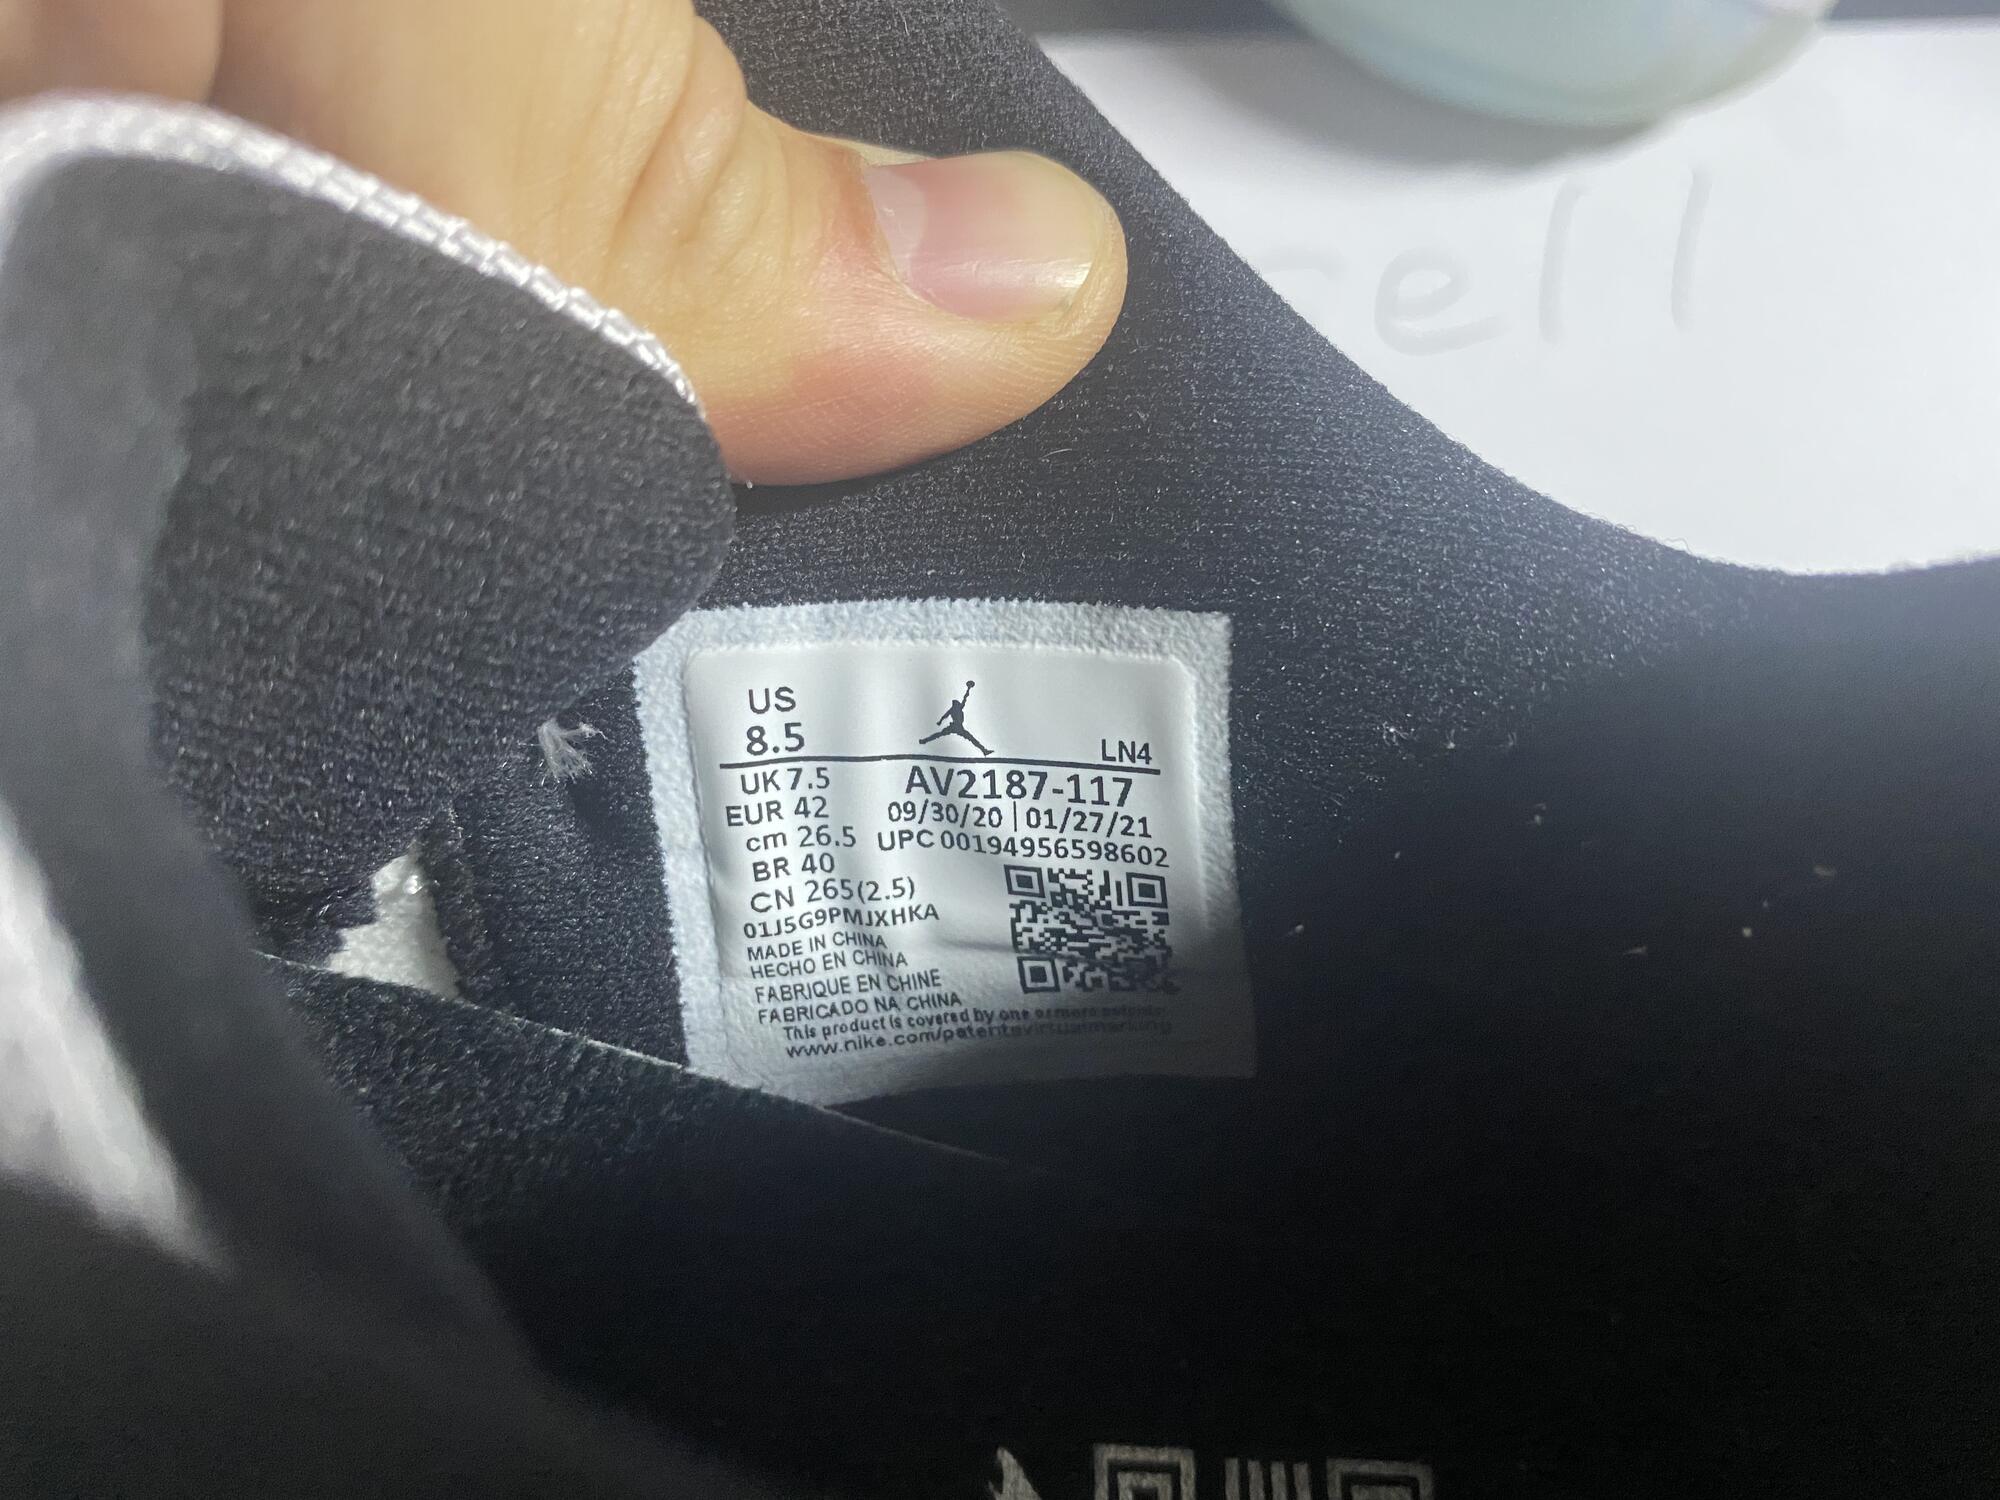 ell
US
8.5
LN4
UK 7.5
AV2187-117
EUR 42
09/30/20 | 01/27/21
cm 26.5
UPC 00194956598602
BR 40
CN 265(2.5)
01J5G9PMJXHKA
MADE IN CHINA
HECHO EN CHINA
FABRIQUE EN CHINE
FABRICADO NA CHINA
This product is covered by one or more patents
www.nike.com/patentsvirtualmarking